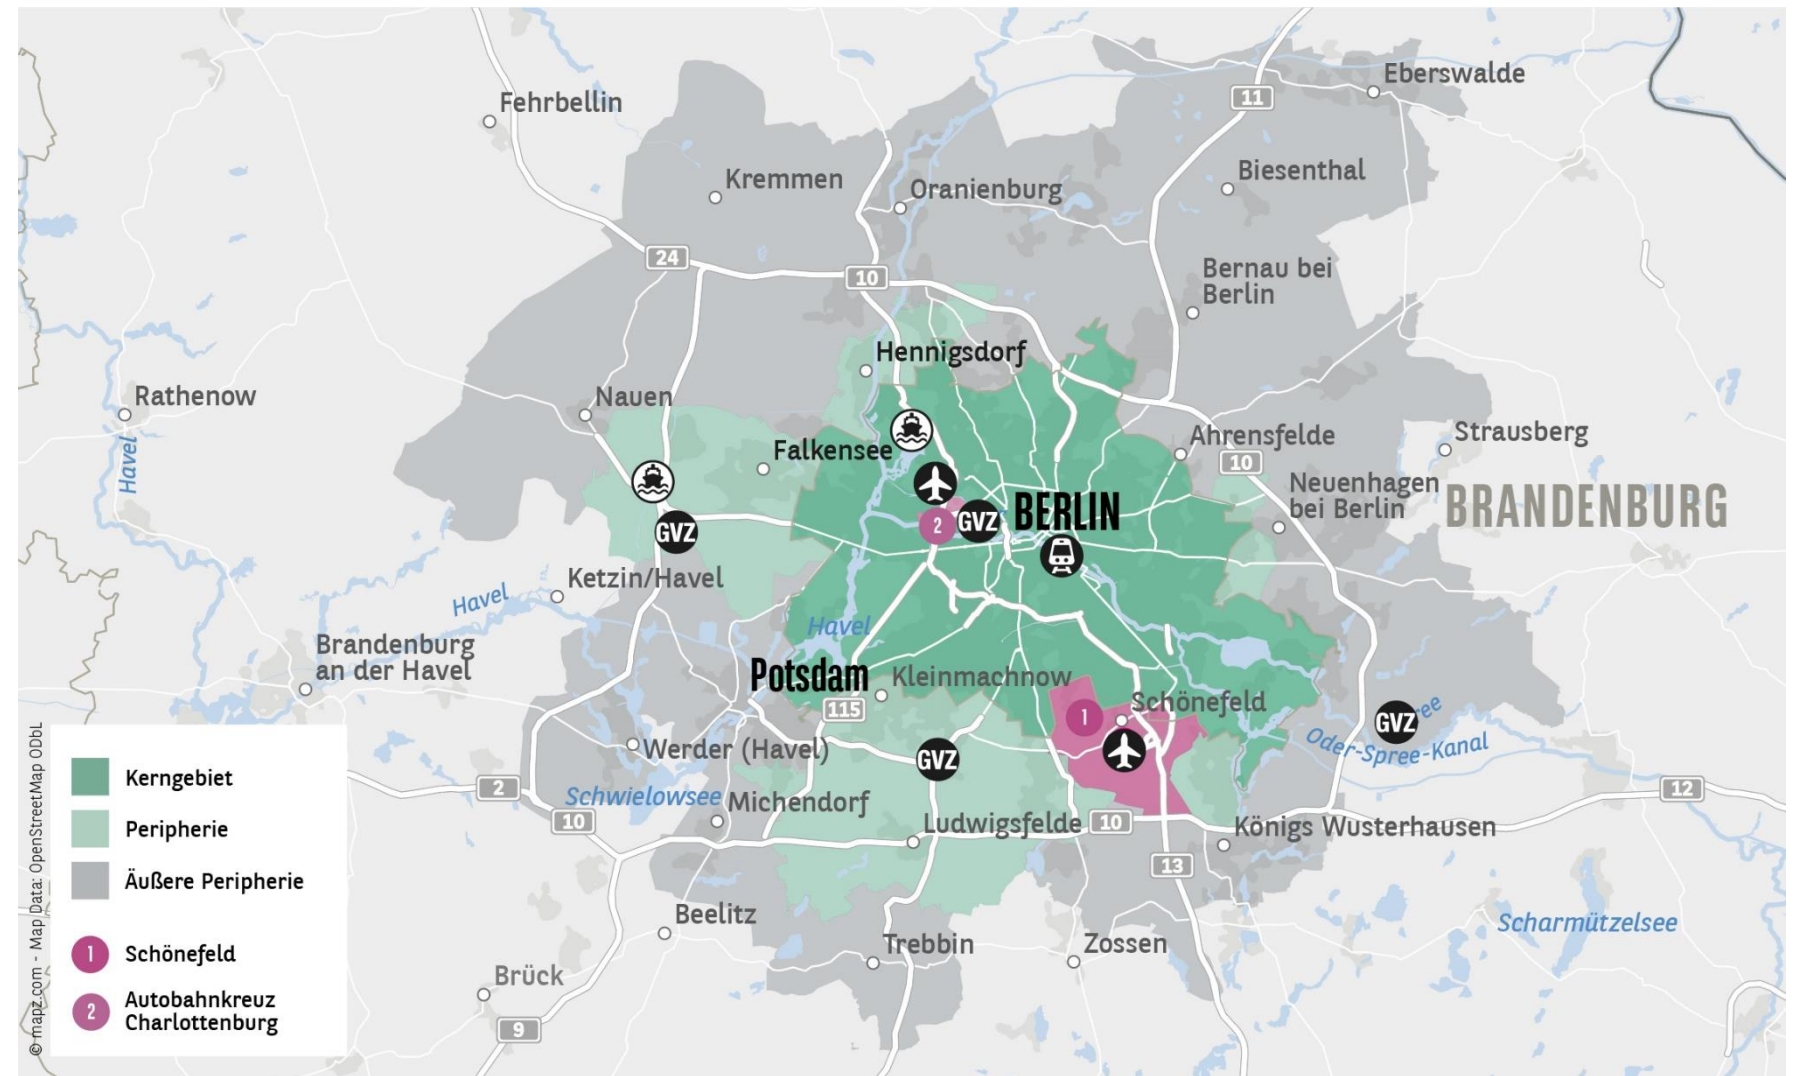 Eberswalde
11
Fehrbellin
Kremmen
Oranienburg
Biesenthal
24
10
Bernau bei
Berlin
Hennigsdorf
Rathenow
Nauen
Havel
Falkensee
Ahrensfelde
Strausberg
10
Neuenhagen
bei Berlin
BRANDENBURG
2
GVZ
BERLIN
GVZ
Ketzin/Havel
Havel
Havel
Brandenburg
an der Havel
Potsdam
Kleinmachnow
115
1
Schönefeld
GVZ
ree
Oder-Spree-Kanal
Werder (Havel)
GVZ
2
Schwielowsee
Michendorf
10
Ludwigsfelde
10
12
Königs Wusterhausen
13
Beelitz
Trebbin
Zossen
Scharmützelsee
Brück
9
Kerngebiet
Peripherie
Äußere Peripherie
1
Schönefeld
2
Autobahnkreuz
Charlottenburg
© mapz.com - Map Data: OpenStreetMap ODbL